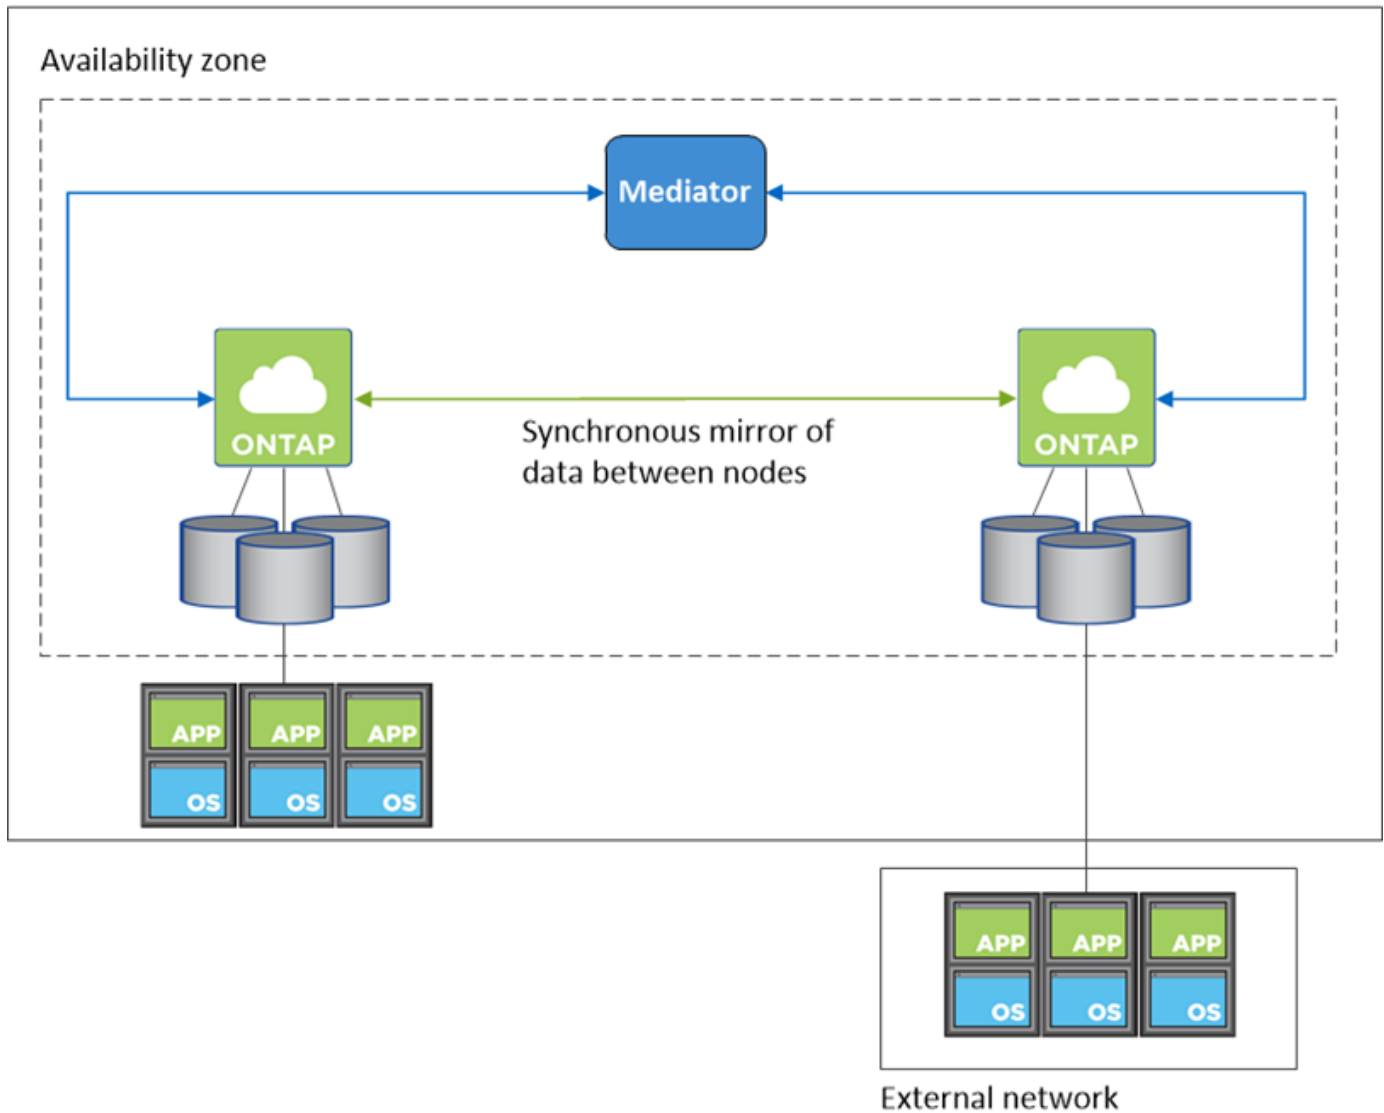 Availability zone
Mediator
ONTAP
ONTAP
Synchronous mirror of
data between nodes
APP APP APP
OS OS OS
APP APP APP
OS OS OS
External network